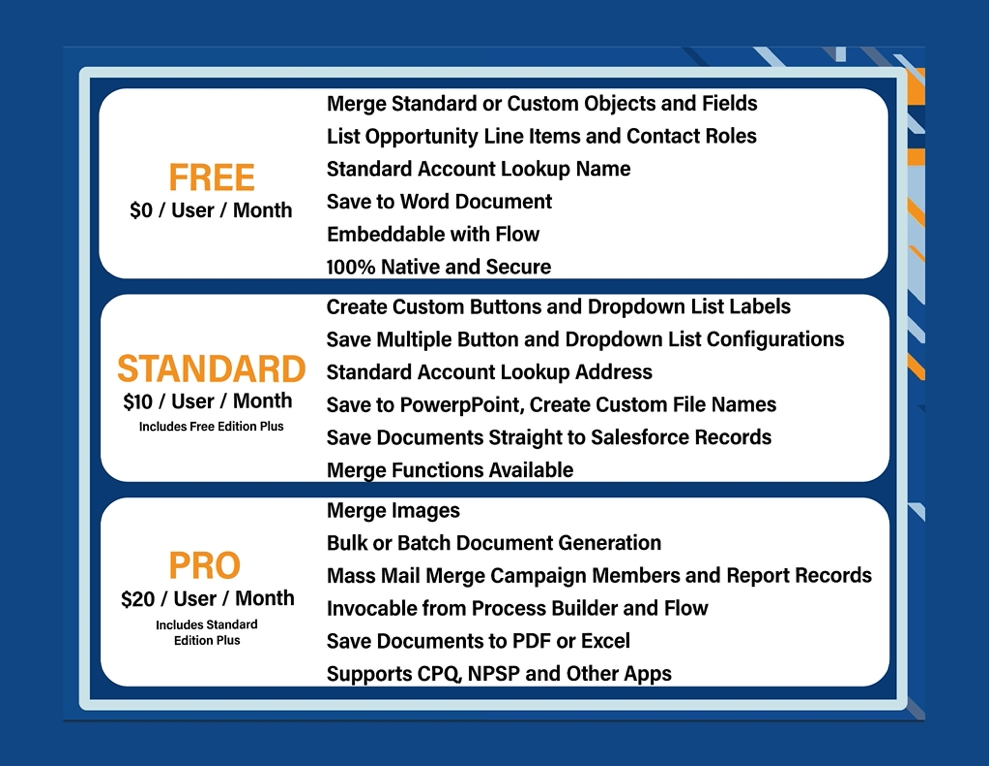 FREE
$0 / User / Month
Merge Standard or Custom Objects and Fields
List Opportunity Line Items and Contact Roles
Standard Account Lookup Name
Save to Word Document
Embeddable with Flow
100% Native and Secure
STANDARD
$10 / User / Month
Includes Free Edition Plus
Create Custom Buttons and Dropdown List Labels
Save Multiple Button and Dropdown List Configurations
Standard Account Lookup Address
Save to PowerpPoint, Create Custom File Names
Save Documents Straight to Salesforce Records
Merge Functions Available
PRO
$20 / User / Month
Includes Standard
Edition Plus
Merge Images
Bulk or Batch Document Generation
Mass Mail Merge Campaign Members and Report Records
Invocable from Process Builder and Flow
Save Documents to PDF or Excel
Supports CPQ, NPSP and Other Apps